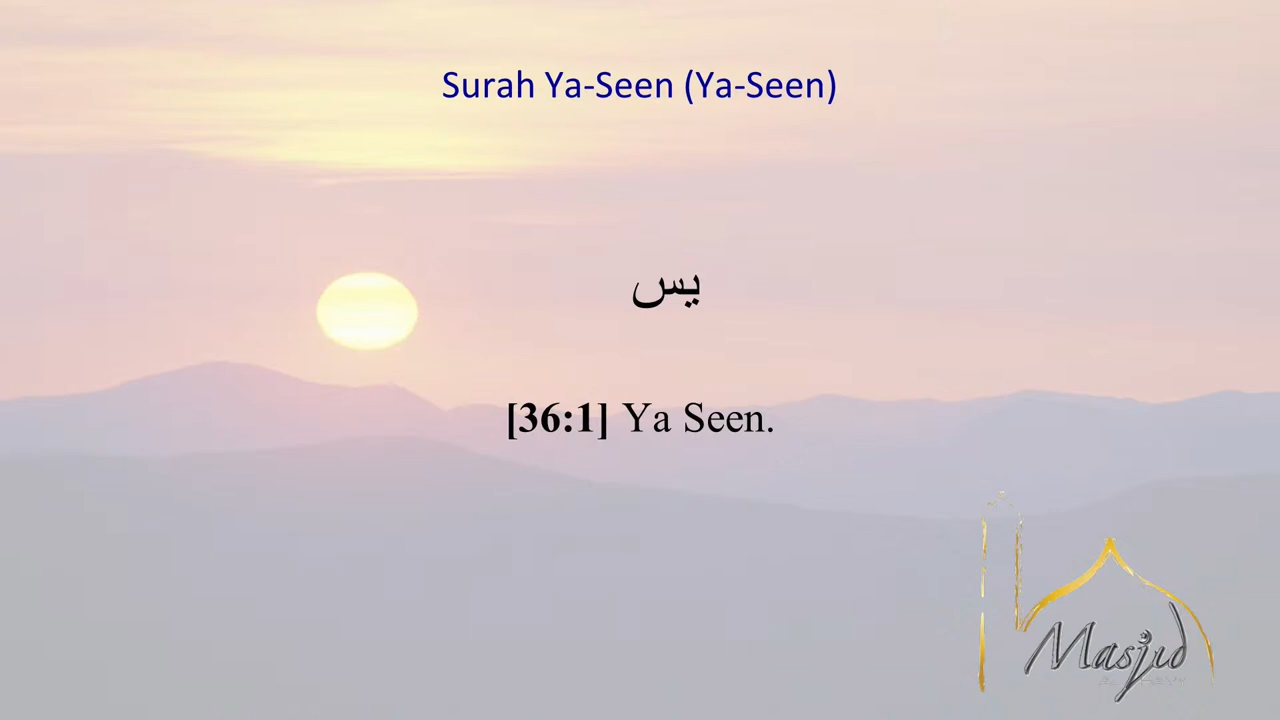 Surah Ya-Seen (Ya-Seen)
يس
[36:1] Ya Seen.
Masjid